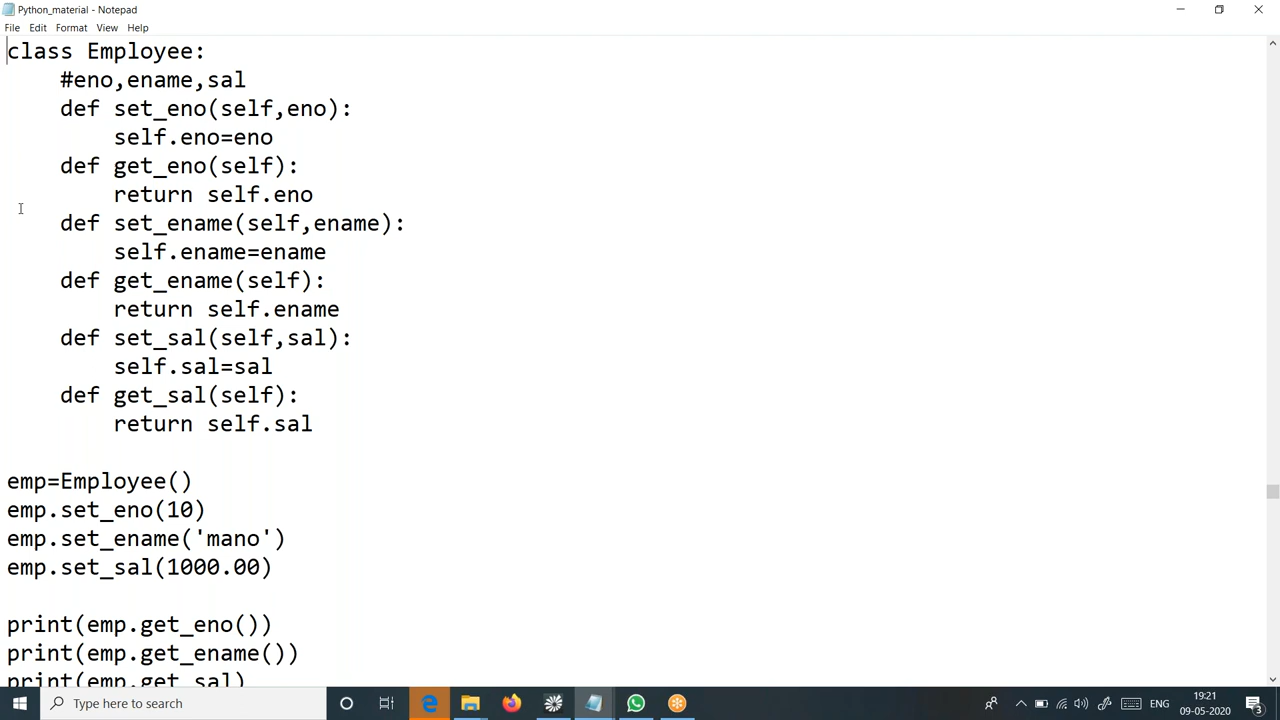 Python_material - Notepad
File Edit Format View Help
class Employee:
    #eno,ename,sal
    def set_eno(self,eno):
        self.eno=eno
    def get_eno(self):
        return self.eno
    def set_ename(self,ename):
        self.ename=ename
    def get_ename(self):
        return self.ename
    def set_sal(self,sal):
        self.sal=sal
    def get_sal(self):
        return self.sal
emp=Employee()
emp.set_eno(10)
emp.set_ename('mano')
emp.set_sal(1000.00)
print(emp.get_eno())
print(emp.get_ename())
print(emp.get_sal)
Type here to search
ENG
19:21
09-05-2020
3